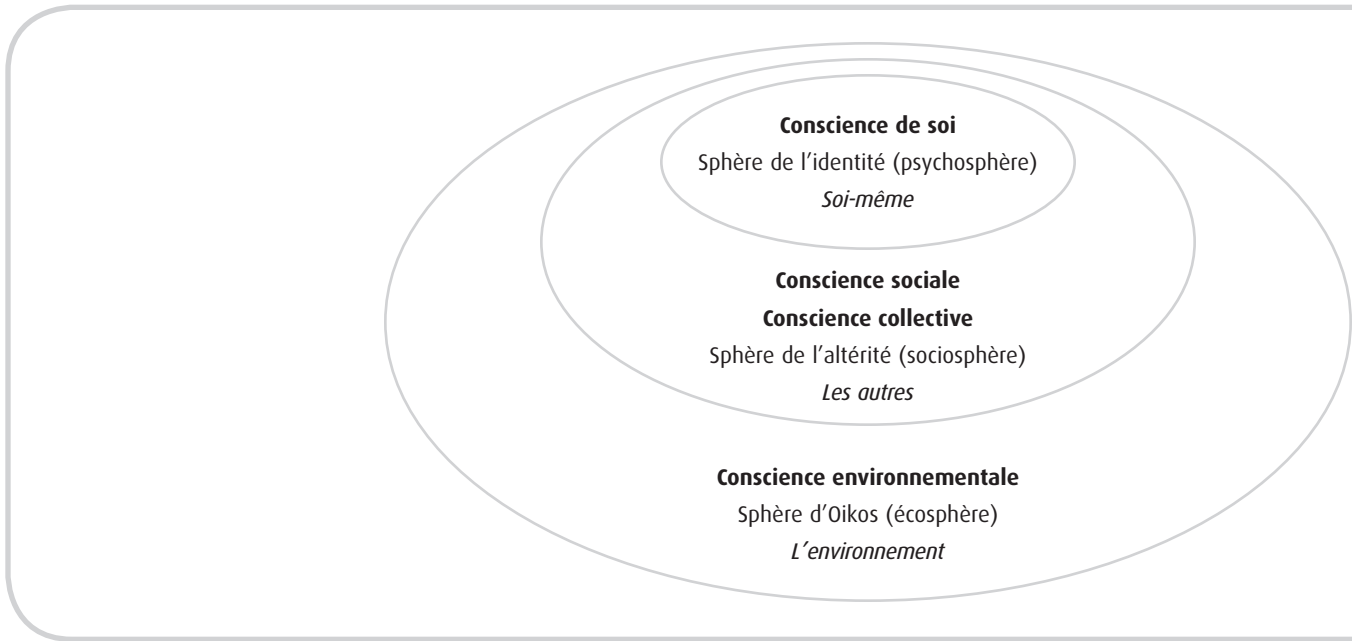 Conscience de soi
Sphère de l’identité (psychosphère)
Soi-même
Conscience sociale
Conscience collective
Sphère de l’altérité (sociosphère)
Les autres
Conscience environnementale
Sphère d’Oikos (écosphère)
L’environnement